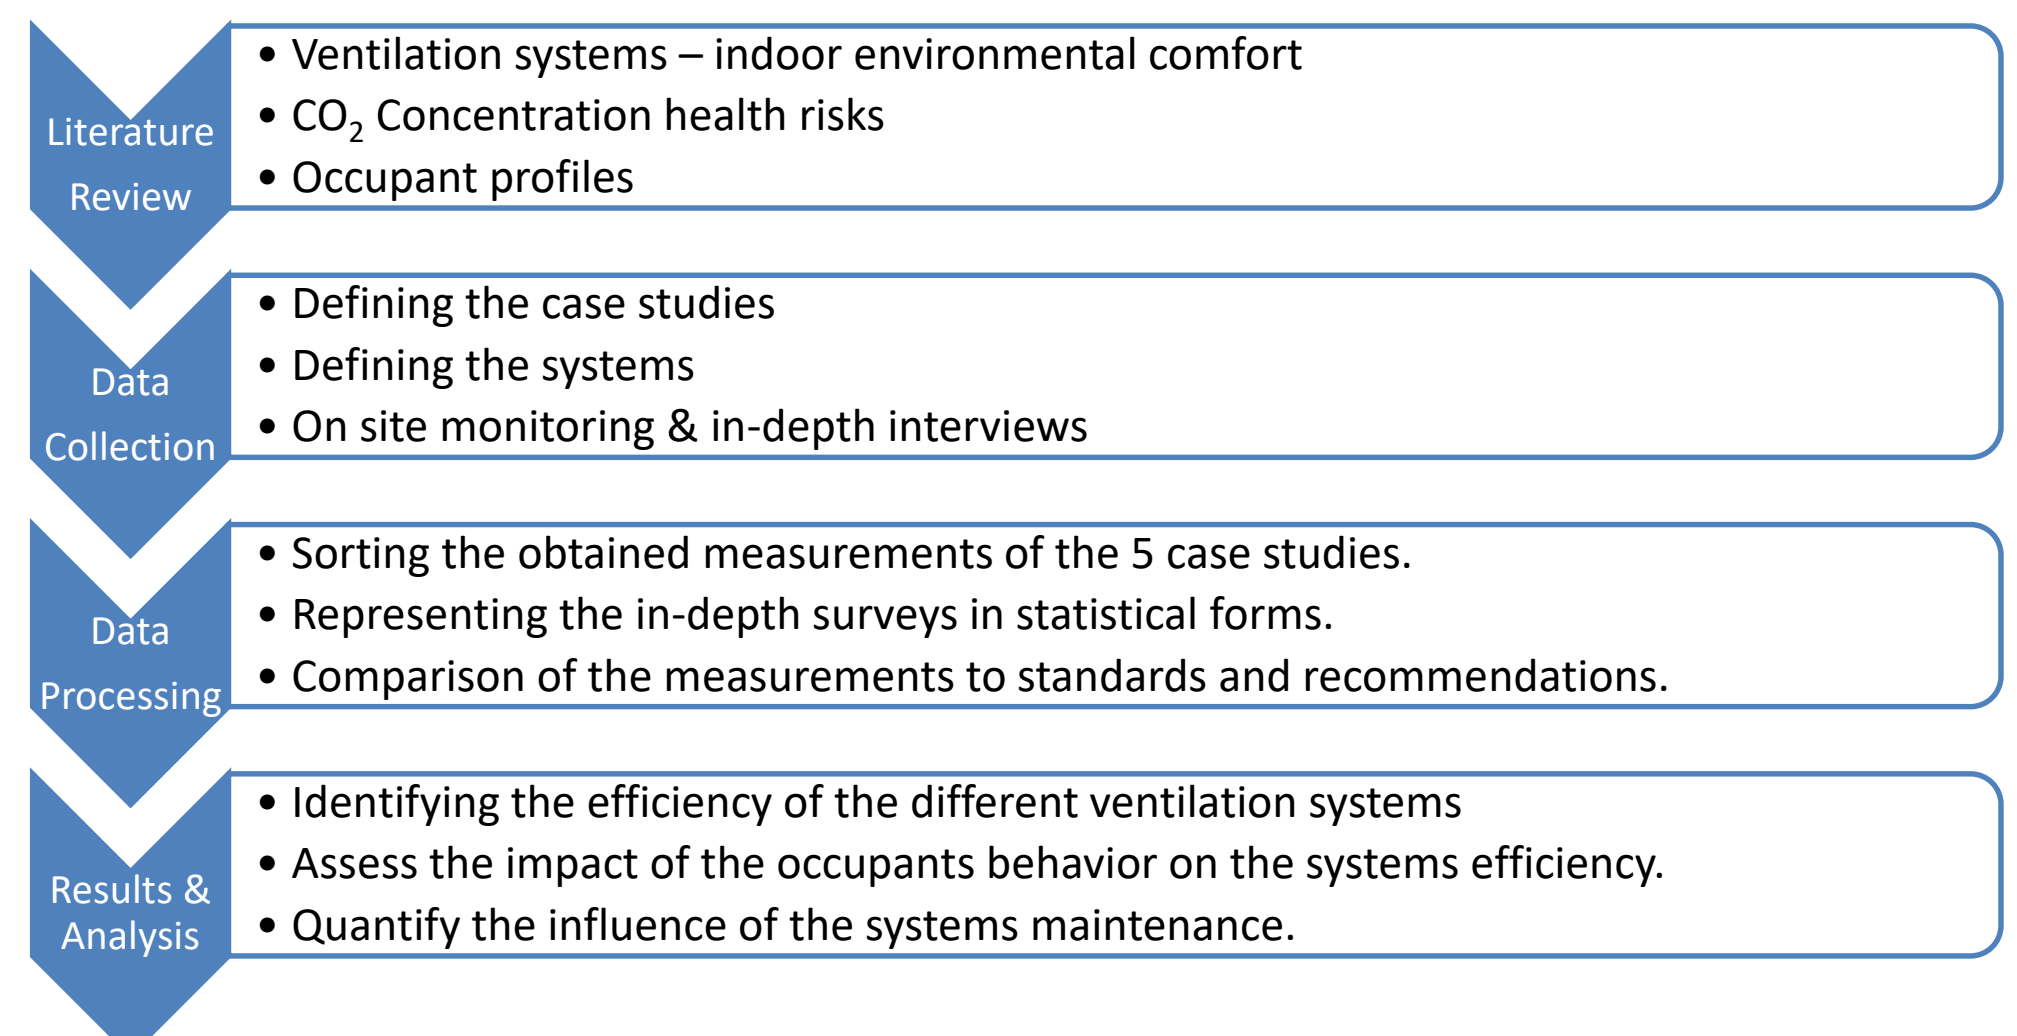 Literature
Review
• Ventilation systems – indoor environmental comfort
• CO₂ Concentration health risks
• Occupant profiles
Data
Collection
• Defining the case studies
• Defining the systems
• On site monitoring & in-depth interviews
Data
Processing
• Sorting the obtained measurements of the 5 case studies.
• Representing the in-depth surveys in statistical forms.
• Comparison of the measurements to standards and recommendations.
Results &
Analysis
• Identifying the efficiency of the different ventilation systems
• Assess the impact of the occupants behavior on the systems efficiency.
• Quantify the influence of the systems maintenance.